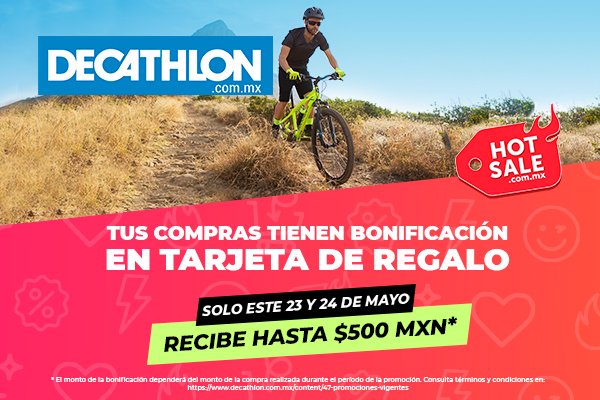 DECATHLON
.com.mx
HOT
SALE
.com.mx
TUS COMPRAS TIENEN BONIFICACIÓN
EN TARJETA DE REGALO
SOLO ESTE 23 Y 24 DE MAYO
RECIBE HASTA $500 MXN*
* El monto de la bonificación dependerá del monto de la compra realizada durante el período de la promoción. Consulta términos y condiciones en:
https://www.decathlon.com.mx/content/47-promociones-vigentes